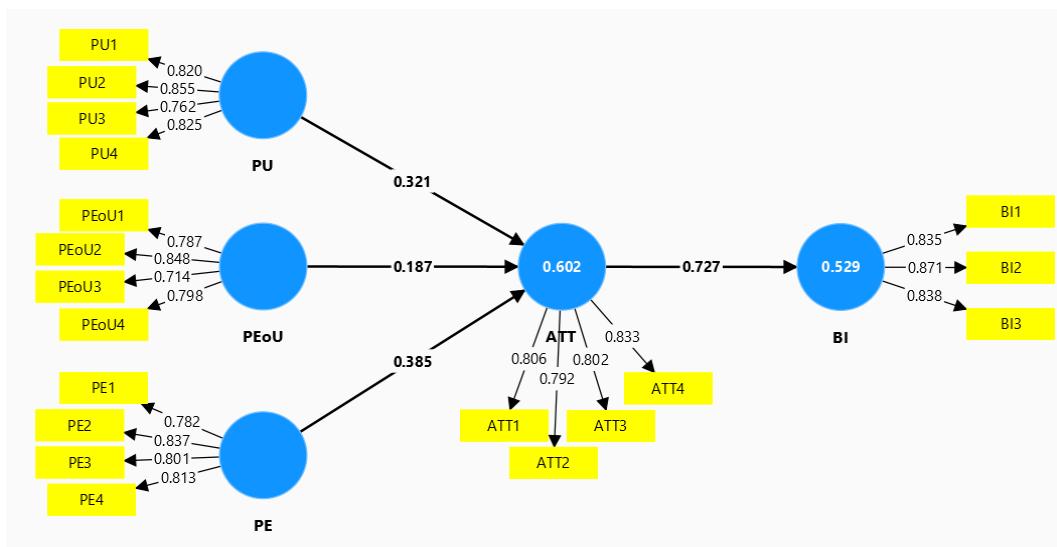 PU1
0.820
PU2
0.855
PU3
0.762
PU4
0.825
PU
0.321
PEoU1
0.787
PEoU2
0.848
PEoU3
0.714
PEoU4
0.798
PEoU
0.187
PE1
0.782
PE2
0.837
PE3
0.801
PE4
0.813
PE
0.385
0.602
ATT
0.806
ATT1
0.792
ATT2
0.802
ATT3
0.833
ATT4
0.727
0.529
BI
0.835
BI1
0.871
BI2
0.838
BI3